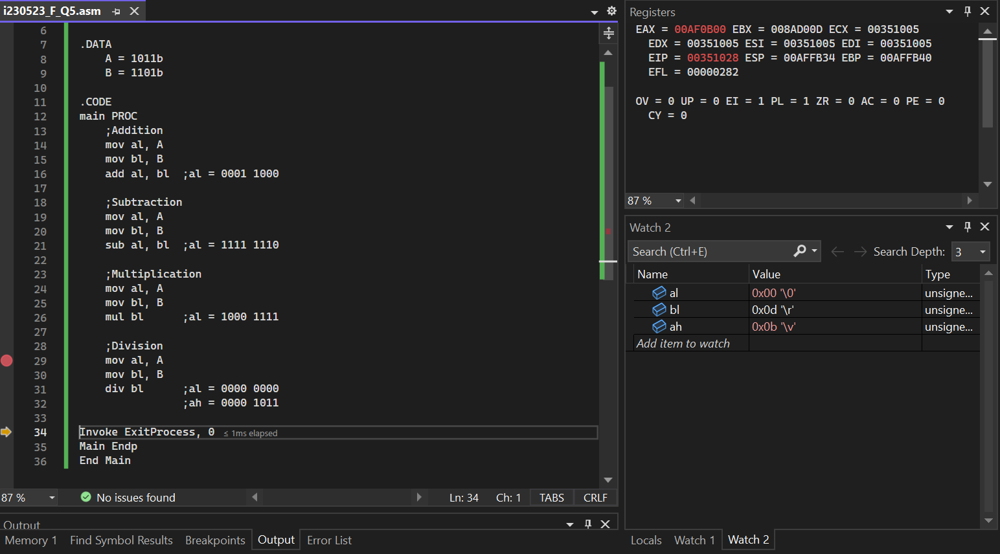 i230523_F_Q5.asm
6
7 .DATA
8 A = 1011b
9 B = 1101b
10
11 .CODE
12 main PROC
13 ;Addition
14 mov al, A
15 mov bl, B
16 add al, bl ;al = 0001 1000
17
18 ;Subtraction
19 mov al, A
20 mov bl, B
21 sub al, bl ;al = 1111 1110
22
23 ;Multiplication
24 mov al, A
25 mov bl, B
26 mul bl ;al = 1000 1111
27
28 ;Division
29 mov al, A
30 mov bl, B
31 div bl ;al = 0000 0000
32 ;ah = 0000 1011
33
34 Invoke ExitProcess, 0 ≤ 1ms elapsed
35 Main Endp
36 End Main
87 % No issues found Ln: 34 Ch: 1 TABS CRLF
Output
Memory 1 Find Symbol Results Breakpoints Output Error List
Registers
EAX = 00AF0B00 EBX = 008AD00D ECX = 00351005
EDX = 00351005 ESI = 00351005 EDI = 00351005
EIP = 00351028 ESP = 00AFFB34 EBP = 00AFFB40
EFL = 00000282
OV = 0 UP = 0 EI = 1 PL = 1 ZR = 0 AC = 0 PE = 0
CY = 0
87 %
Watch 2
Search (Ctrl+E) Search Depth: 3
Name Value Type
al 0x00 '\0' unsigne...
bl 0x0d '\r' unsigne...
ah 0x0b '\v' unsigne...
Add item to watch
Locals Watch 1 Watch 2